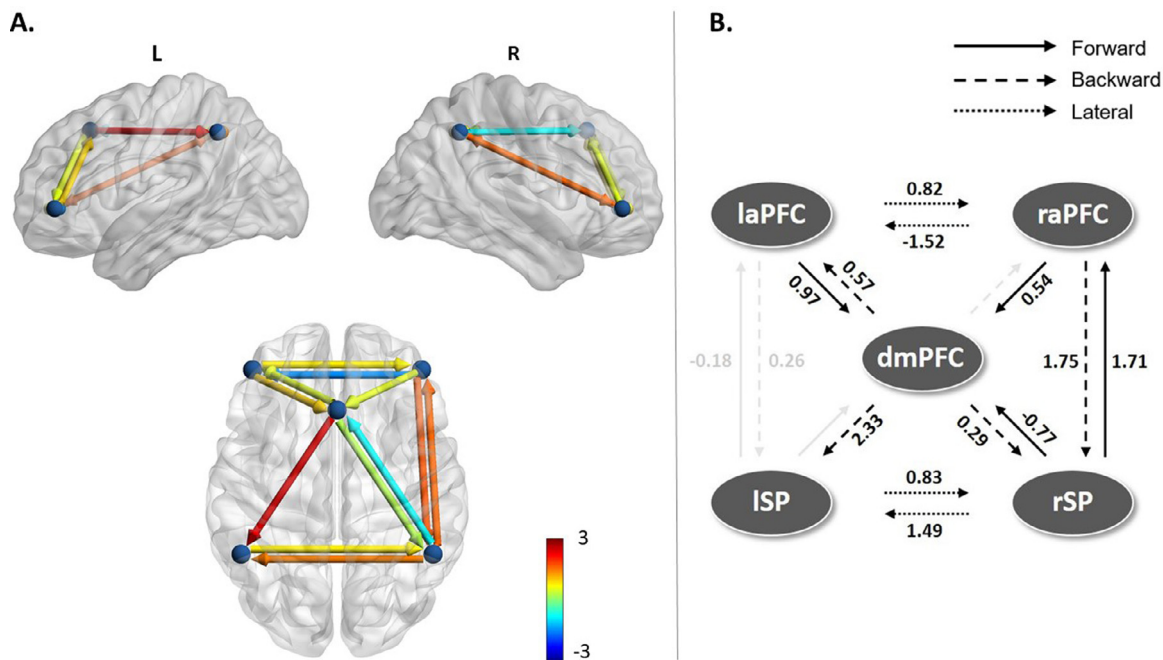 A.
L
R
3
-3
B.
Forward
Backward
Lateral
laPFC
0.82
-1.52
raPFC
0.97
0.57
0.54
dmPFC
-0.18
0.26
1.75
1.71
2.33
0.29
-0.77
lSP
0.83
1.49
rSP